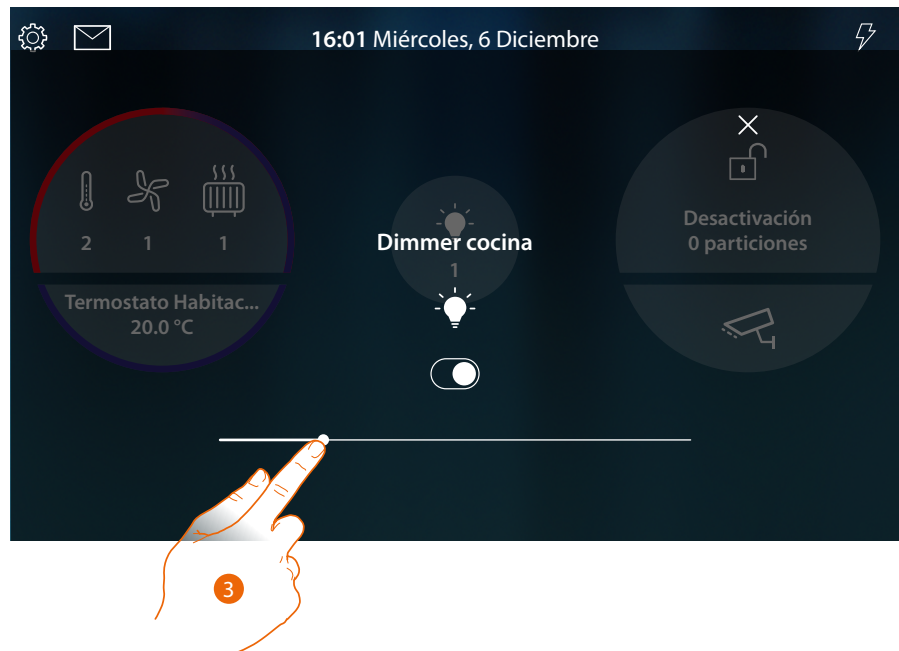 16:01 Miércoles, 6 Diciembre
2 1 1
Termostato Habitac...
20.0 °C
Dimmer cocina
1
Desactivación
0 particiones
3